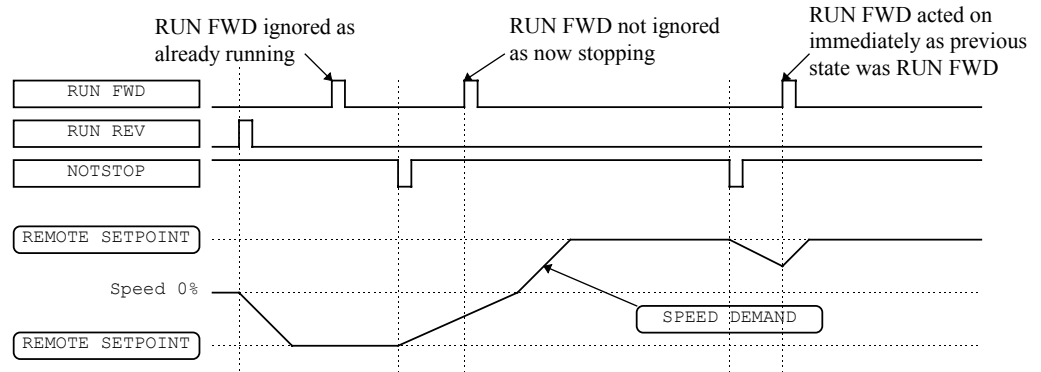 RUN FWD ignored as
already running
RUN FWD not ignored
as now stopping
RUN FWD acted on
immediately as previous
state was RUN FWD
RUN FWD
RUN REV
NOTSTOP
REMOTE SETPOINT
Speed 0%
SPEED DEMAND
REMOTE SETPOINT